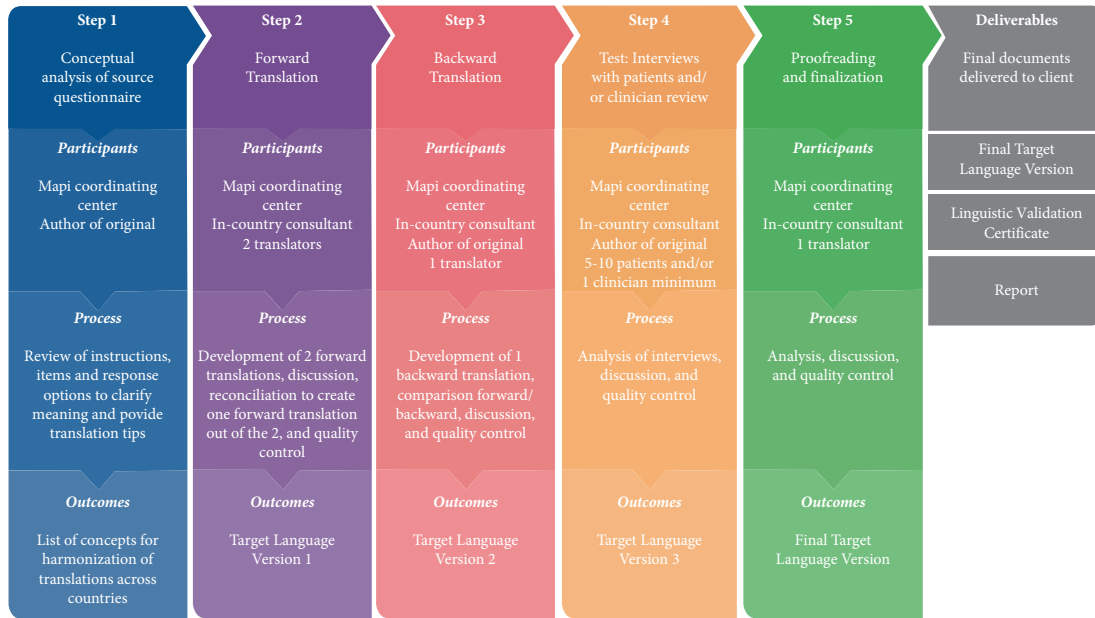 Step 1
Conceptual
analysis of source
questionnaire
Participants
Mapi coordinating
center
Author of original
Process
Review of instructions,
items and response
options to clarify
meaning and povide
translation tips
Outcomes
List of concepts for
harmonization of
translations across
countries
Step 2
Forward
Translation
Participants
Mapi coordinating
center
In-country consultant
2 translators
Process
Development of 2 forward
translations, discussion,
reconciliation to create
one forward translation
out of the 2, and quality
control
Outcomes
Target Language
Version 1
Step 3
Backward
Translation
Participants
Mapi coordinating
center
In-country consultant
Author of original
1 translator
Process
Development of 1
backward translation,
comparison forward/
backward, discussion,
and quality control
Outcomes
Target Language
Version 2
Step 4
Test: Interviews
with patients and/
or clinician review
Participants
Mapi coordinating
center
In-country consultant
Author of original
5-10 patients and/or
1 clinician minimum
Process
Analysis of interviews,
discussion, and
quality control
Outcomes
Target Language
Version 3
Step 5
Proofreading
and finalization
Participants
Mapi coordinating
center
In-country consultant
1 translator
Process
Analysis, discussion,
and quality control
Outcomes
Final Target
Language Version
Deliverables
Final documents
delivered to client
Final Target
Language Version
Linguistic Validation
Certificate
Report